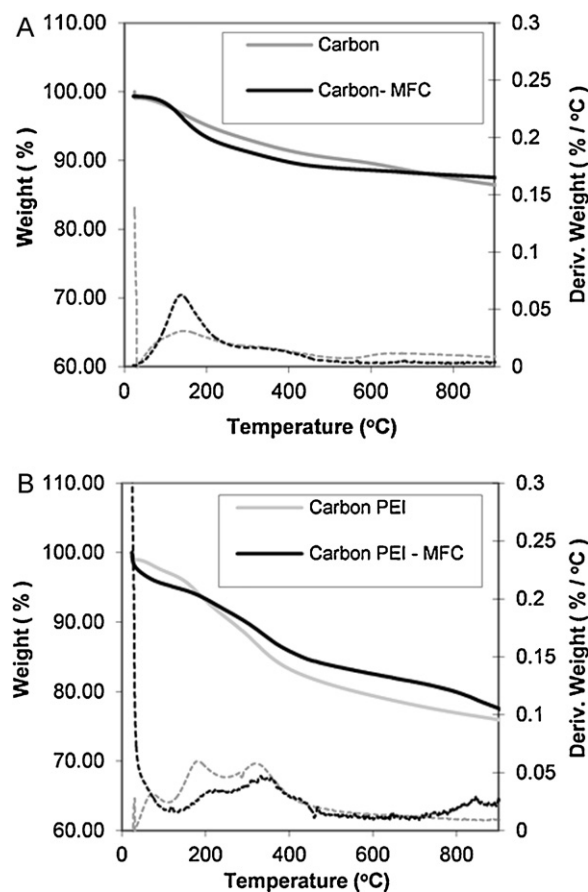 A
110.00
100.00
90.00
80.00
70.00
60.00
Weight ( % )
Carbon
Carbon- MFC
0.3
0.25
0.2
0.15
0.1
0.05
0
Deriv. Weight ( % / °C)
0 200 400 600 800
Temperature (°C)
B
110.00
100.00
90.00
80.00
70.00
60.00
Weight ( % )
Carbon PEI
Carbon PEI - MFC
0.3
0.25
0.2
0.15
0.1
0.05
0
Deriv. Weight ( % / °C)
0 200 400 600 800
Temperature (°C)